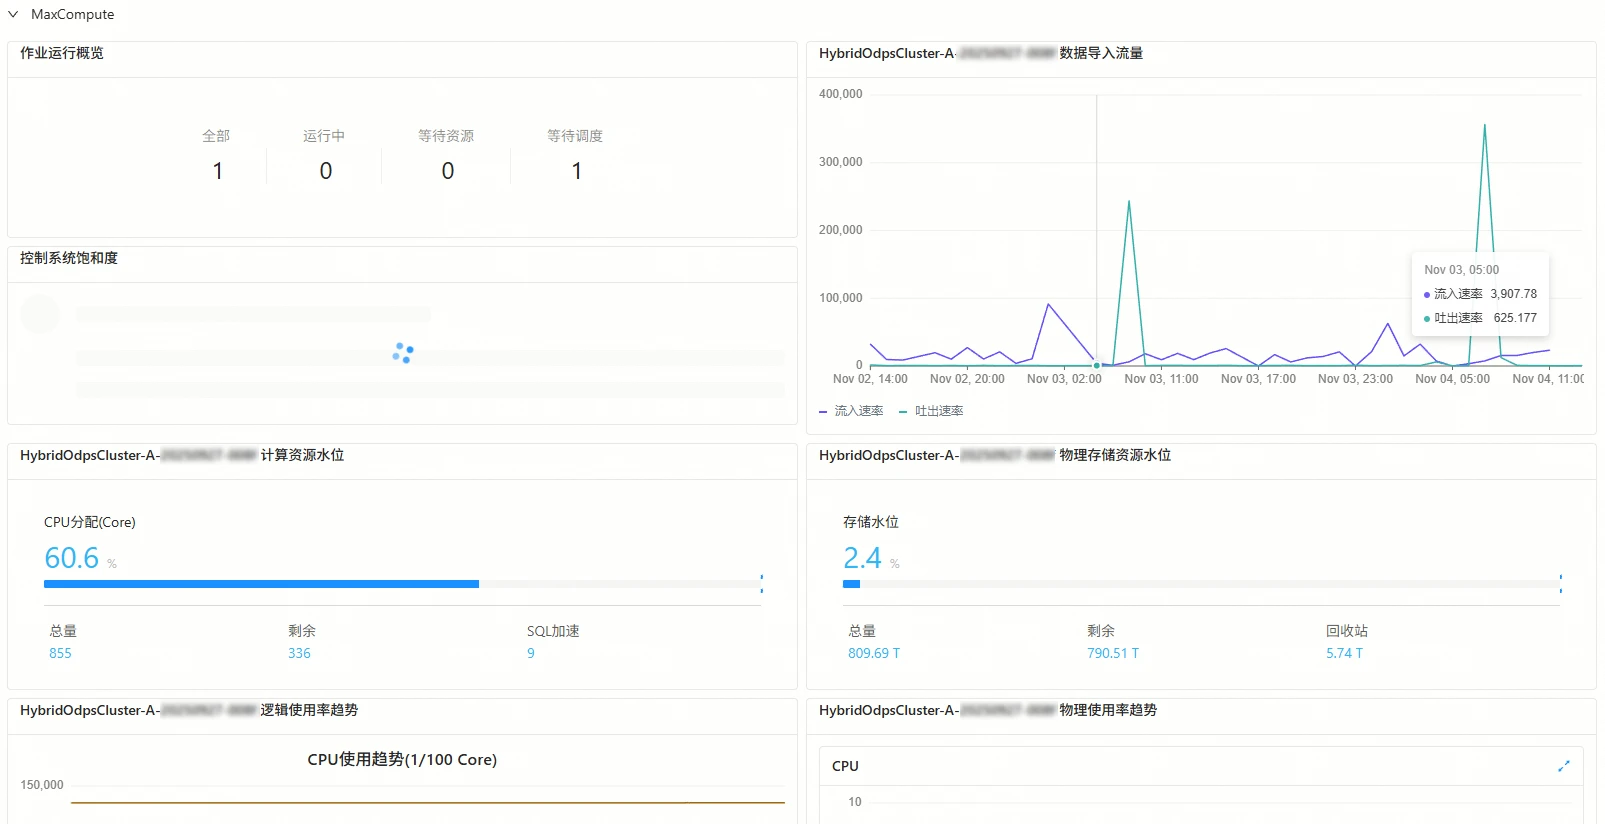 MaxCompute
作业运行概览
全部 运行中 等待资源 等待调度
1 0 0 1
控制系统饱和度
HybridOdpsCluster-A- 数据导入流量
400,000
300,000
200,000
100,000
0
Nov 02, 14:00 Nov 02, 20:00 Nov 03, 02:00 Nov 03, 11:00 Nov 03, 17:00 Nov 03, 23:00 Nov 04, 05:00 Nov 04, 11:00
Nov 03, 05:00
流入速率 3,907.78
吐出速率 625.177
流入速率 吐出速率
HybridOdpsCluster-A- 计算资源水位
CPU分配(Core)
60.6 %
总量 剩余 SQL加速
855 336 9
HybridOdpsCluster-A- 物理存储资源水位
存储水位
2.4 %
总量 剩余 回收站
809.69 T 790.51 T 5.74 T
HybridOdpsCluster-A- 逻辑使用率趋势
CPU使用趋势(1/100 Core)
150,000
HybridOdpsCluster-A- 物理使用率趋势
CPU
10